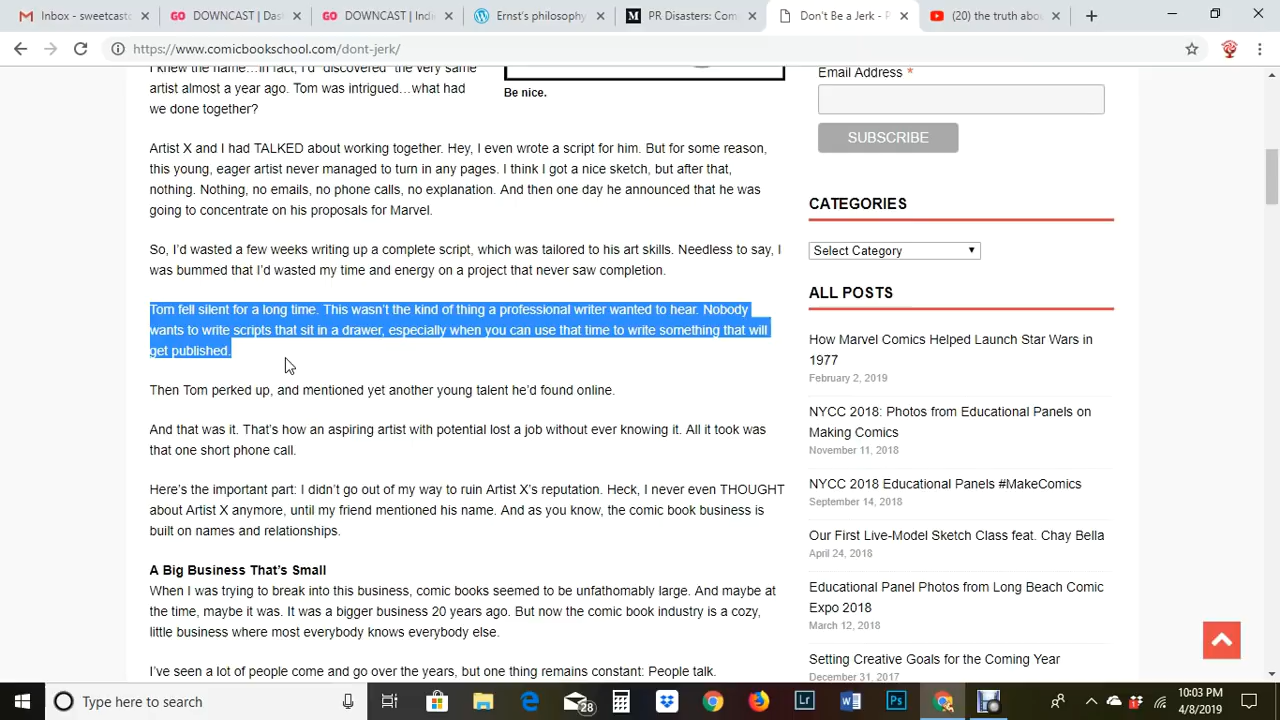 Inbox - sweetcast
DOWNCAST | Dast
DOWNCAST | Indi
Ernst's philosophy
PR Disasters: Com
Don't Be a Jerk - P
(20) the truth abou
https://www.comicbookschool.com/dont-jerk/
I knew the name...in fact, I'd "discovered" the very same
artist almost a year ago. Tom was intrigued...what had
we done together?
Be nice.
Artist X and I had TALKED about working together. Hey, I even wrote a script for him. But for some reason,
this young, eager artist never managed to turn in any pages. I think I got a nice sketch, but after that,
nothing. Nothing, no emails, no phone calls, no explanation. And then one day he announced that he was
going to concentrate on his proposals for Marvel.
So, I'd wasted a few weeks writing up a complete script, which was tailored to his art skills. Needless to say, I
was bummed that I'd wasted my time and energy on a project that never saw completion.
Tom fell silent for a long time. This wasn't the kind of thing a professional writer wanted to hear. Nobody
wants to write scripts that sit in a drawer, especially when you can use that time to write something that will
get published.
Then Tom perked up, and mentioned yet another young talent he'd found online.
And that was it. That's how an aspiring artist with potential lost a job without ever knowing it. All it took was
that one short phone call.
Here's the important part: I didn't go out of my way to ruin Artist X's reputation. Heck, I never even THOUGHT
about Artist X anymore, until my friend mentioned his name. And as you know, the comic book business is
built on names and relationships.
A Big Business That's Small
When I was trying to break into this business, comic books seemed to be unfathomably large. And maybe at
the time, maybe it was. It was a bigger business 20 years ago. But now the comic book industry is a cozy,
little business where most everybody knows everybody else.
I've seen a lot of people come and go over the years, but one thing remains constant: People talk.
Email Address *
SUBSCRIBE
CATEGORIES
Select Category
ALL POSTS
How Marvel Comics Helped Launch Star Wars in
1977
February 2, 2019
NYCC 2018: Photos from Educational Panels on
Making Comics
November 11, 2018
NYCC 2018 Educational Panels #MakeComics
September 14, 2018
Our First Live-Model Sketch Class feat. Chay Bella
April 24, 2018
Educational Panel Photos from Long Beach Comic
Expo 2018
March 12, 2018
Setting Creative Goals for the Coming Year
December 31, 2017
Type here to search
28
Lr
Ps
10:03 PM
4/8/2019